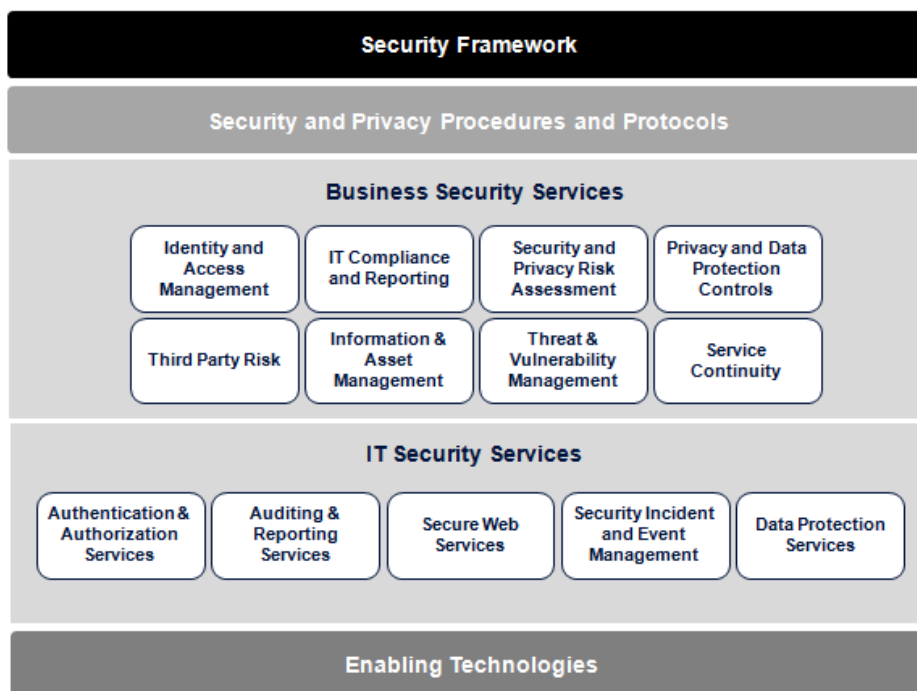 Security Framework
Security and Privacy Procedures and Protocols
Business Security Services
Identity and
Access
Management
IT Compliance
and Reporting
Security and
Privacy Risk
Assessment
Privacy and Data
Protection
Controls
Third Party Risk
Information &
Asset
Management
Threat &
Vulnerability
Management
Service
Continuity
IT Security Services
Authentication &
Authorization
Services
Auditing &
Reporting
Services
Secure Web
Services
Security Incident
and Event
Management
Data Protection
Services
Enabling Technologies